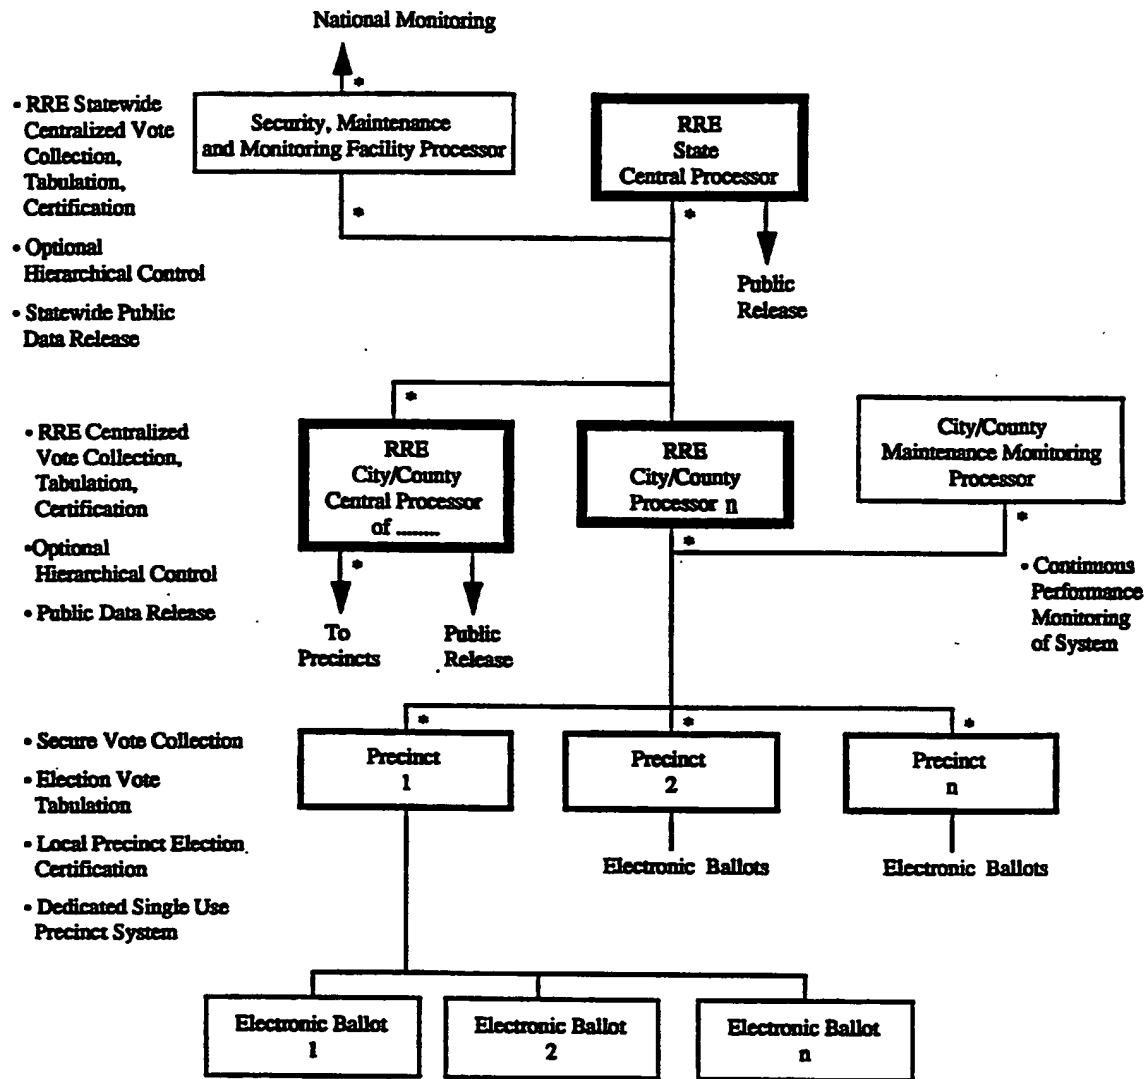 National Monitoring
*
• RRE Statewide
Centralized Vote
Collection,
Tabulation,
Certification
• Optional
Hierarchical Control
• Statewide Public
Data Release
Security, Maintenance
and Monitoring Facility Processor
*
RRE
State
Central Processor
*
Public
Release
*
• RRE Centralized
Vote Collection,
Tabulation,
Certification
•Optional
Hierarchical Control
• Public Data Release
RRE
City/County
Central Processor
of ........
*
To
Precincts
Public
Release
RRE
City/County
Processor n
*
City/County
Maintenance Monitoring
Processor
*
• Continuous
Performance
Monitoring
of System
• Secure Vote Collection
• Election Vote
Tabulation
• Local Precinct Election
Certification
• Dedicated Single Use
Precinct System
*
Precinct
1
*
Precinct
2
Electronic Ballots
*
Precinct
n
Electronic Ballots
Electronic Ballot
1
Electronic Ballot
2
Electronic Ballot
n